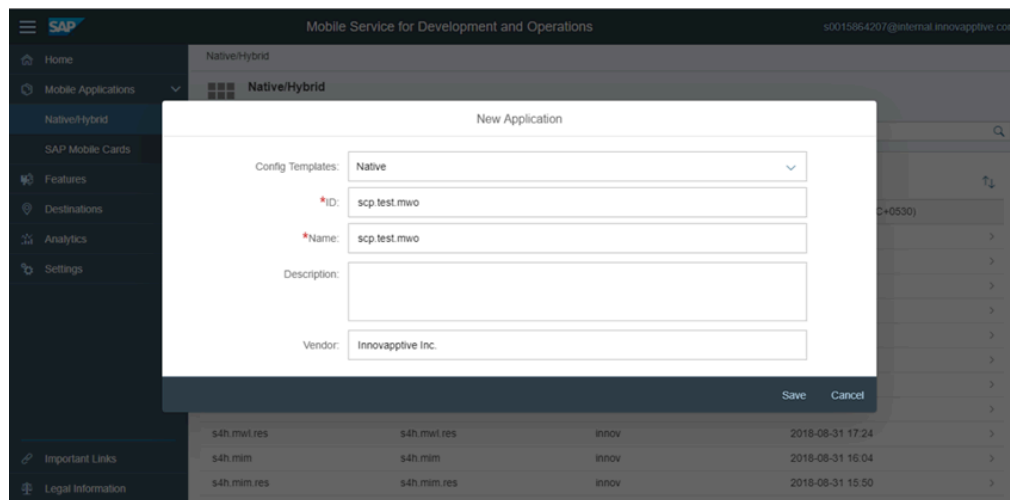 SAP Mobile Service for Development and Operations s0015864207@internal.innovapptive.com
Home
Native/Hybrid
Mobile Applications
Native/Hybrid
Native/Hybrid
SAP Mobile Cards
Features
Destinations
Analytics
Settings
New Application
Config Templates: Native
*ID: scp.test.mwo
*Name: scp.test.mwo
Description:
Vendor: Innovapptive Inc.
Save Cancel
C+0530)
s4h.mwl.res s4h.mwl.res innov 2018-08-31 17:24
s4h.mim s4h.mim innov 2018-08-31 16:04
s4h.mim.res s4h.mim.res innov 2018-08-31 15:50
Important Links
Legal Information